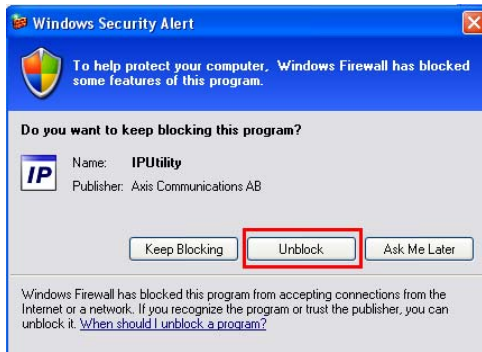 Windows Security Alert
To help protect your computer, Windows Firewall has blocked
some features of this program.
Do you want to keep blocking this program?
IP
Name: IPUtility
Publisher: Axis Communications AB
Keep Blocking Unblock Ask Me Later
Windows Firewall has blocked this program from accepting connections from the
Internet or a network. If you recognize the program or trust the publisher, you can
unblock it. When should I unblock a program?